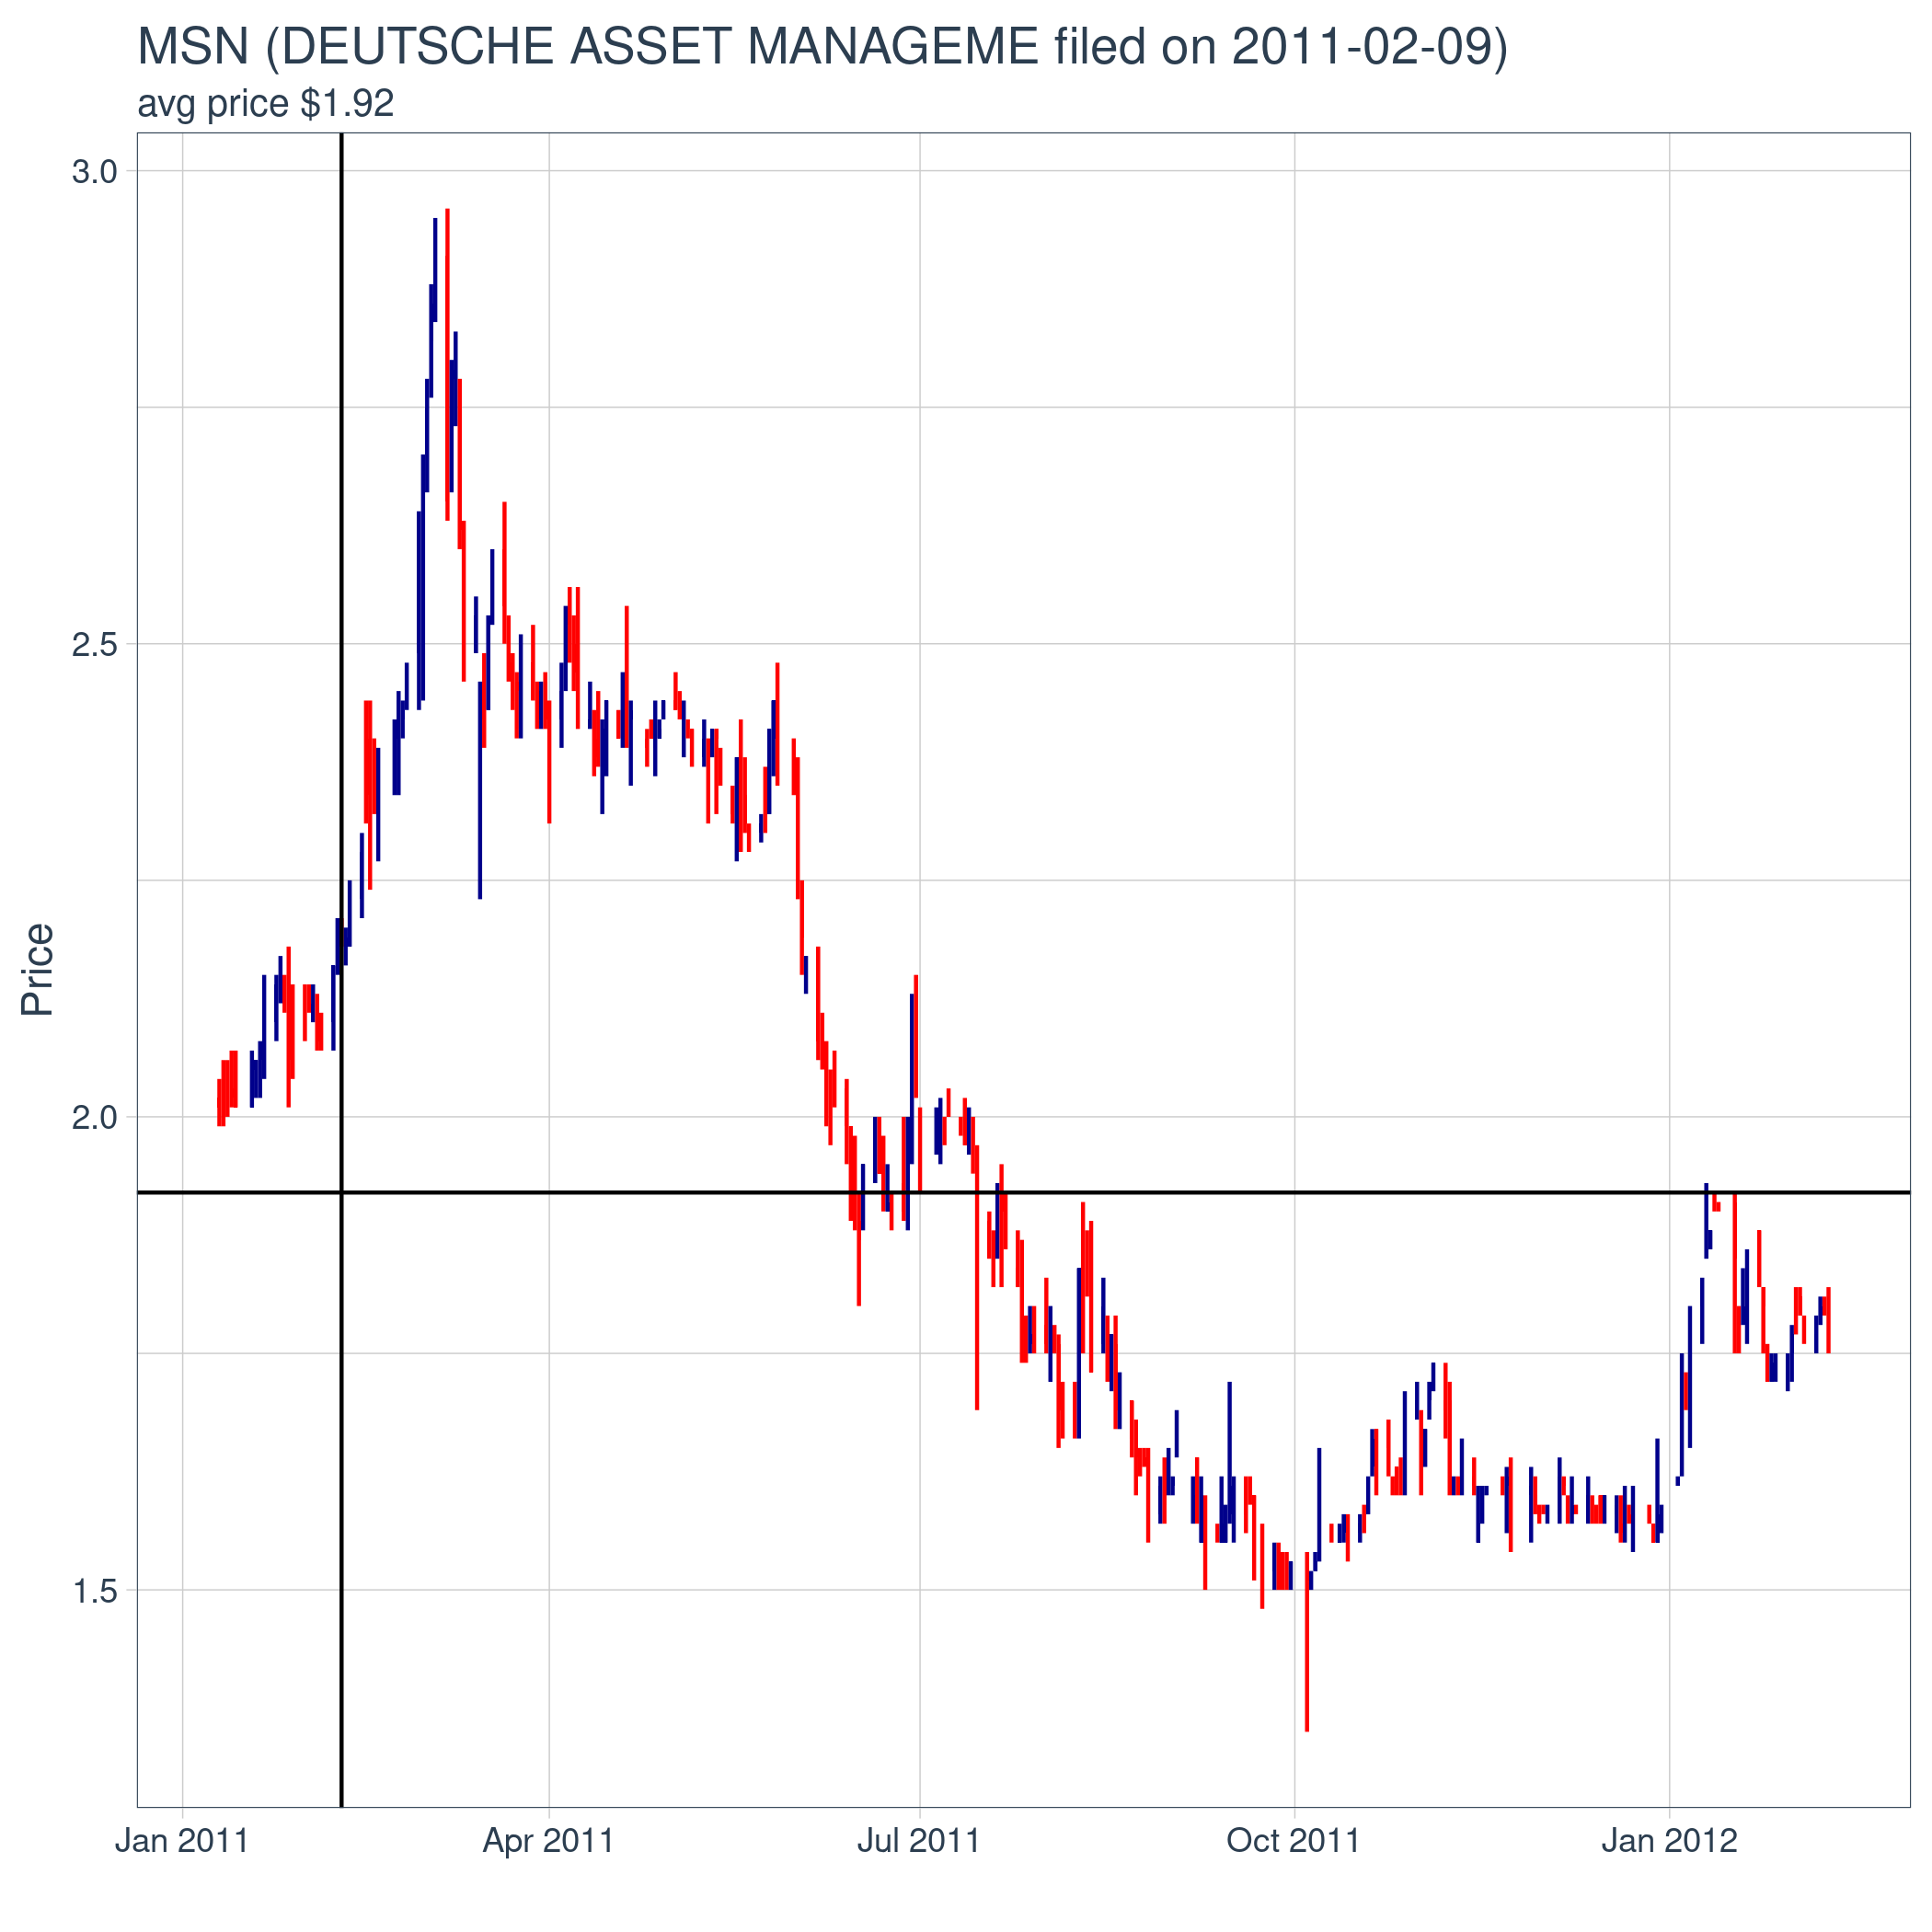 MSN (DEUTSCHE ASSET MANAGEME filed on 2011-02-09)
avg price $1.92
3.0
2.5
2.0
1.5
Price
Jan 2011
Apr 2011
Jul 2011
Oct 2011
Jan 2012